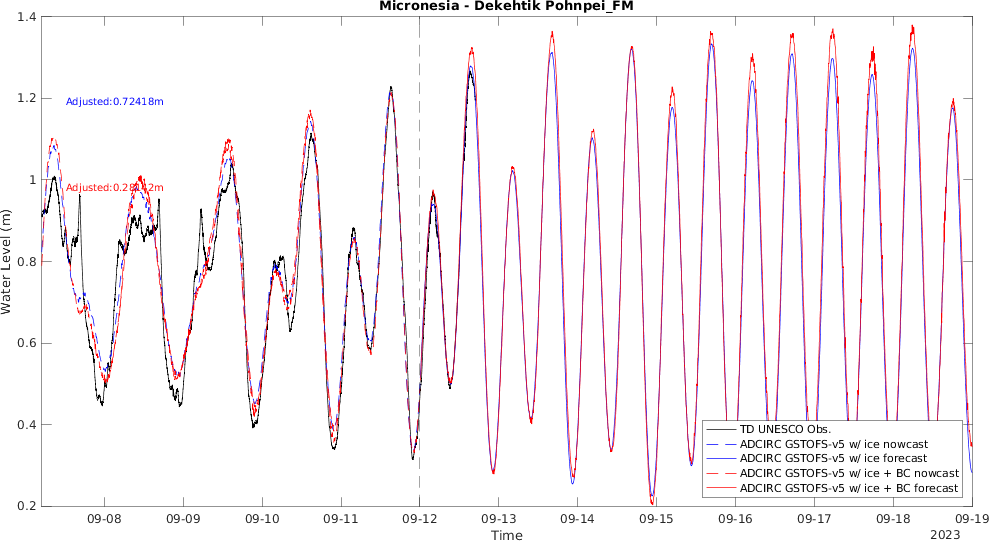 Micronesia - Dekehtik Pohnpei_FM
1.4
1.2
1
0.8
0.6
0.4
0.2
Water Level (m)
Adjusted:0.72418m
TD UNESCO Obs.
ADCIRC GSTOFS-v5 w/ ice nowcast
ADCIRC GSTOFS-v5 w/ ice forecast
ADCIRC GSTOFS-v5 w/ ice + BC nowcast
ADCIRC GSTOFS-v5 w/ ice + BC forecast
09-08 09-09 09-10 09-11 09-12 09-13 09-14 09-15 09-16 09-17 09-18 09-19
Time
2023